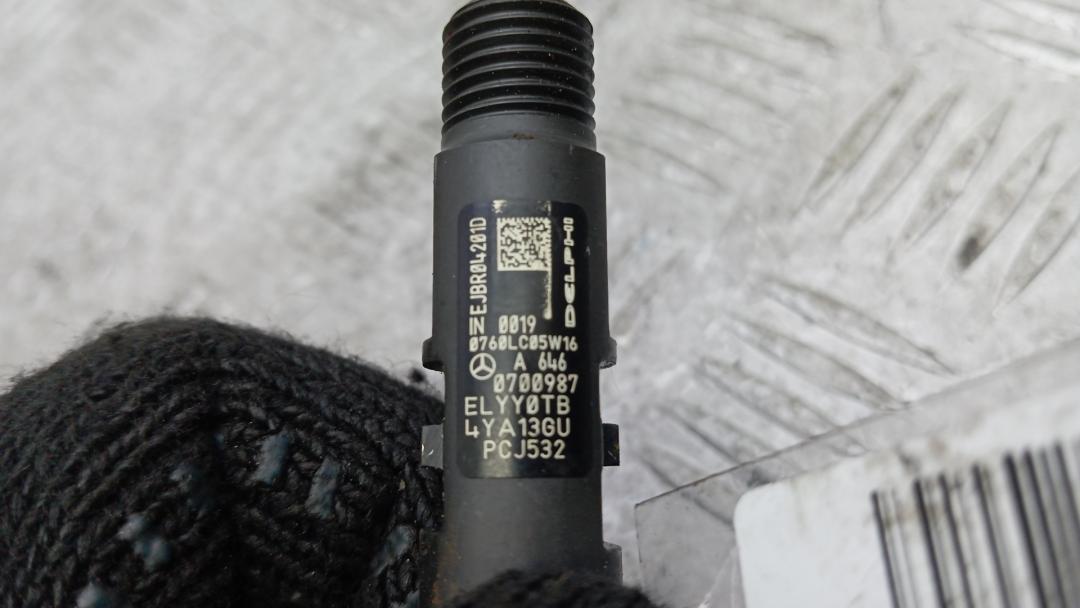 IN EJBR04201D
DELPHI
0019
0760LC05W16
A 646
0700987
ELYY0TB
4YA13GU
PCJ532